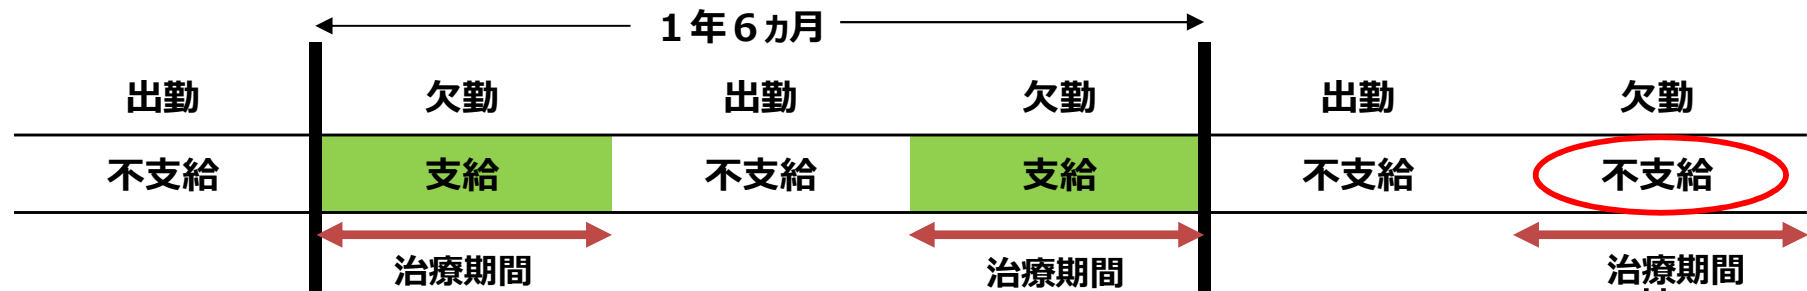 １年６ヵ月
出勤 欠勤 出勤 欠勤 出勤 欠勤
不支給 支給 不支給 支給 不支給 不支給
治療期間 治療期間 治療期間